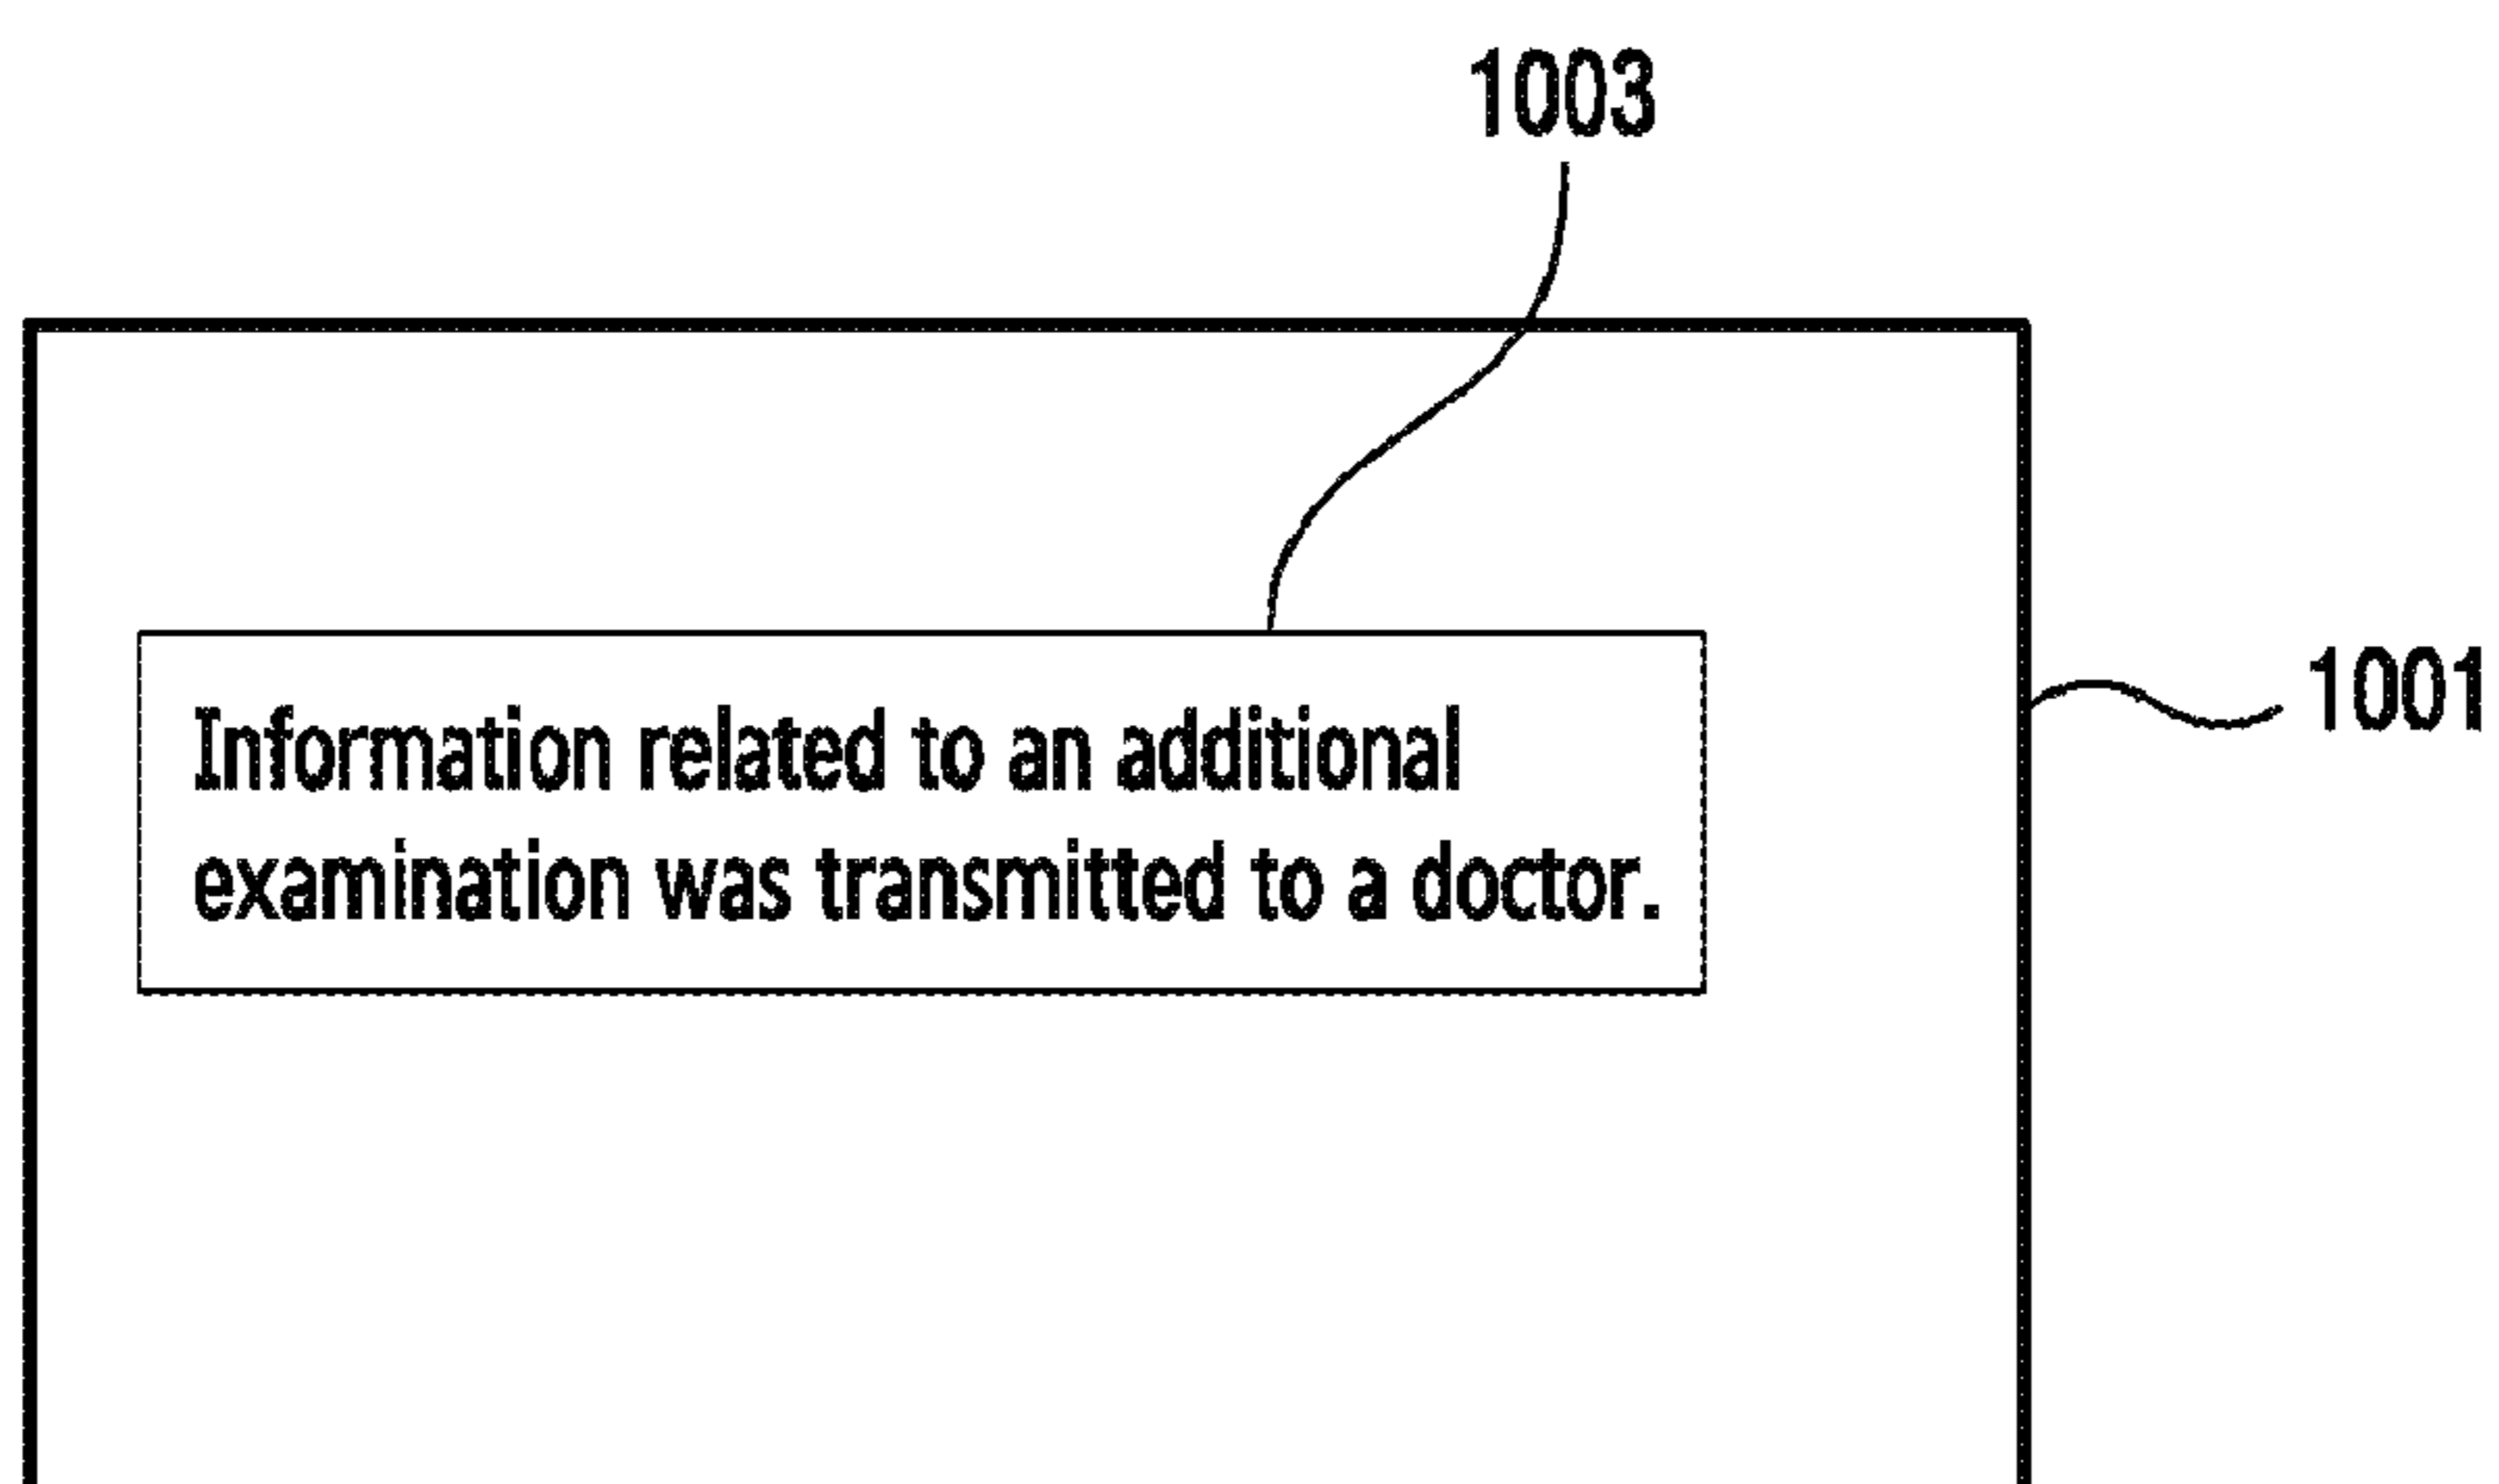 1003
1001
Information related to an additional
examination was transmitted to a doctor.